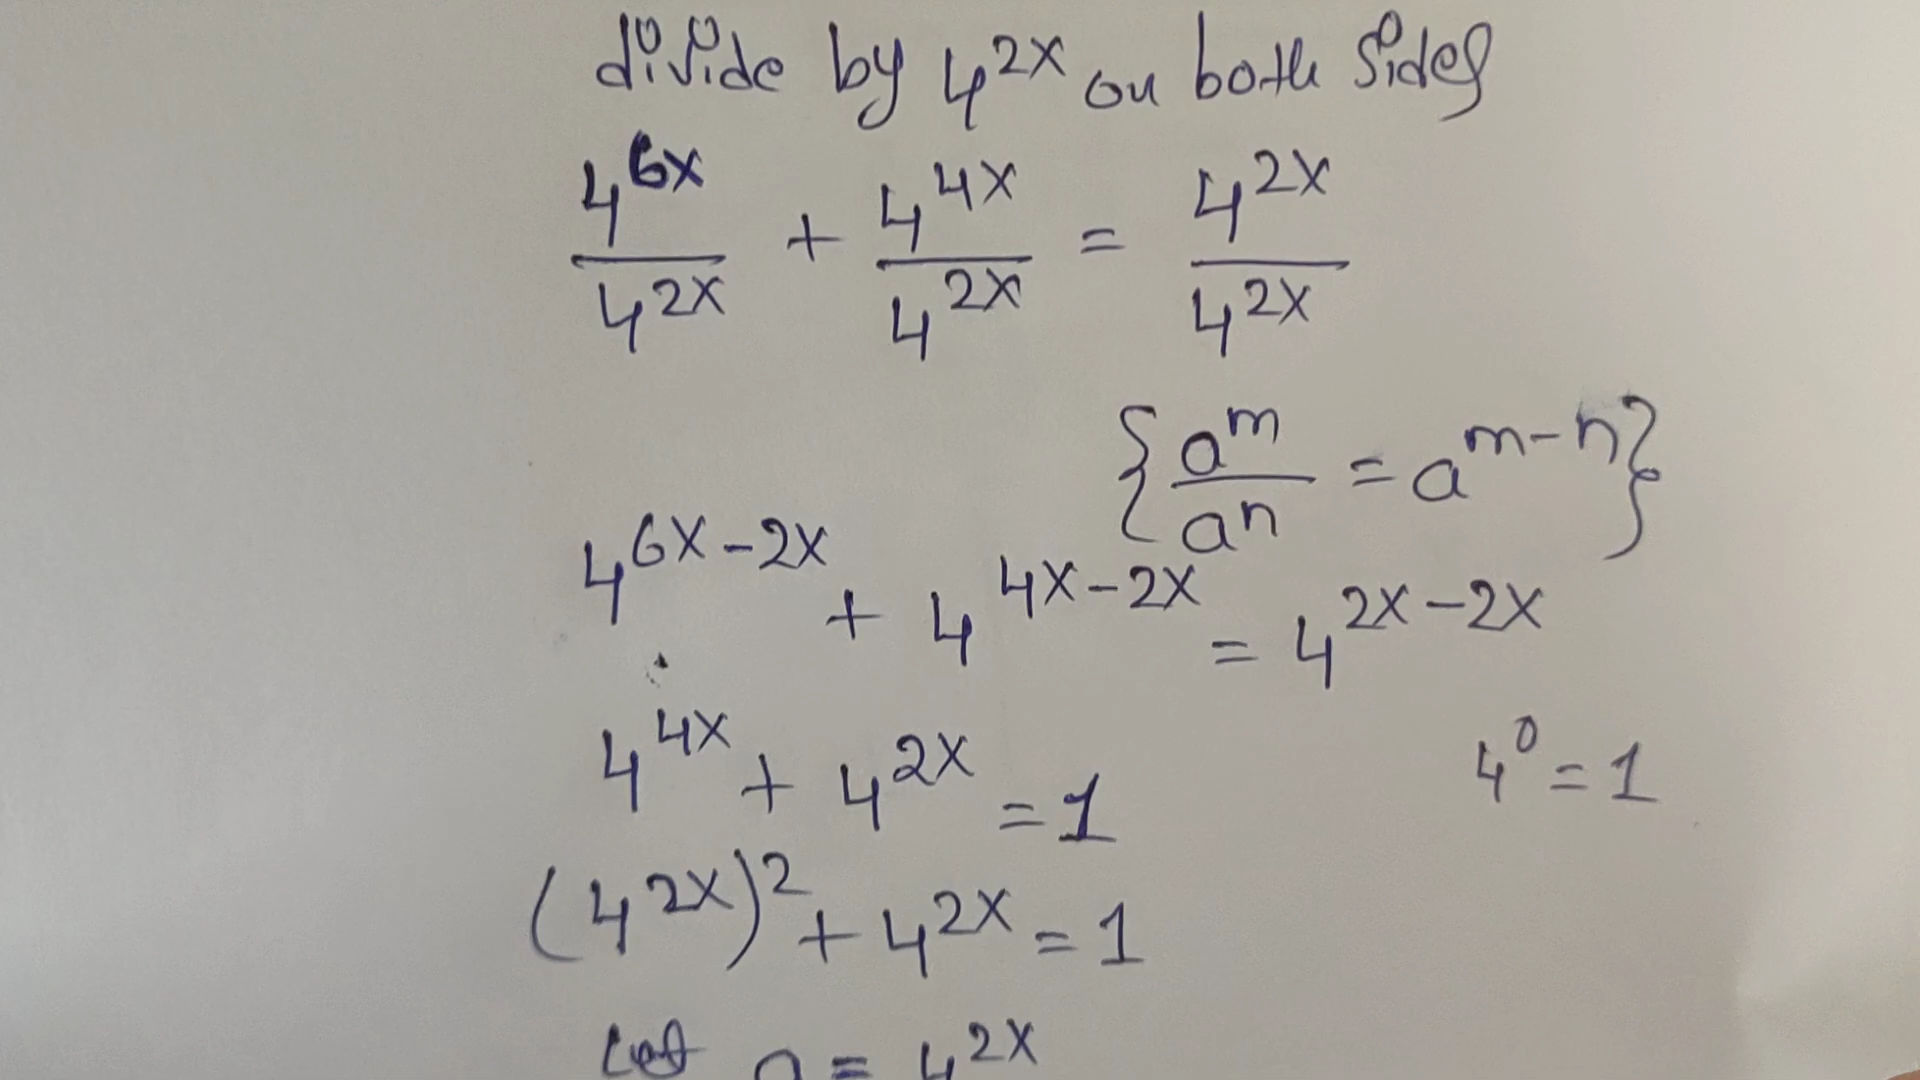 divide by 4^2x on both sides
4^6x/4^2x + 4^4x/4^2x = 4^2x/4^2x
{a^m/a^n = a^m-n}
4^6x-2x + 4^4x-2x = 4^2x-2x
4^4x + 4^2x = 1
4^0 = 1
(4^2x)^2 + 4^2x = 1
Let a = 4^2x